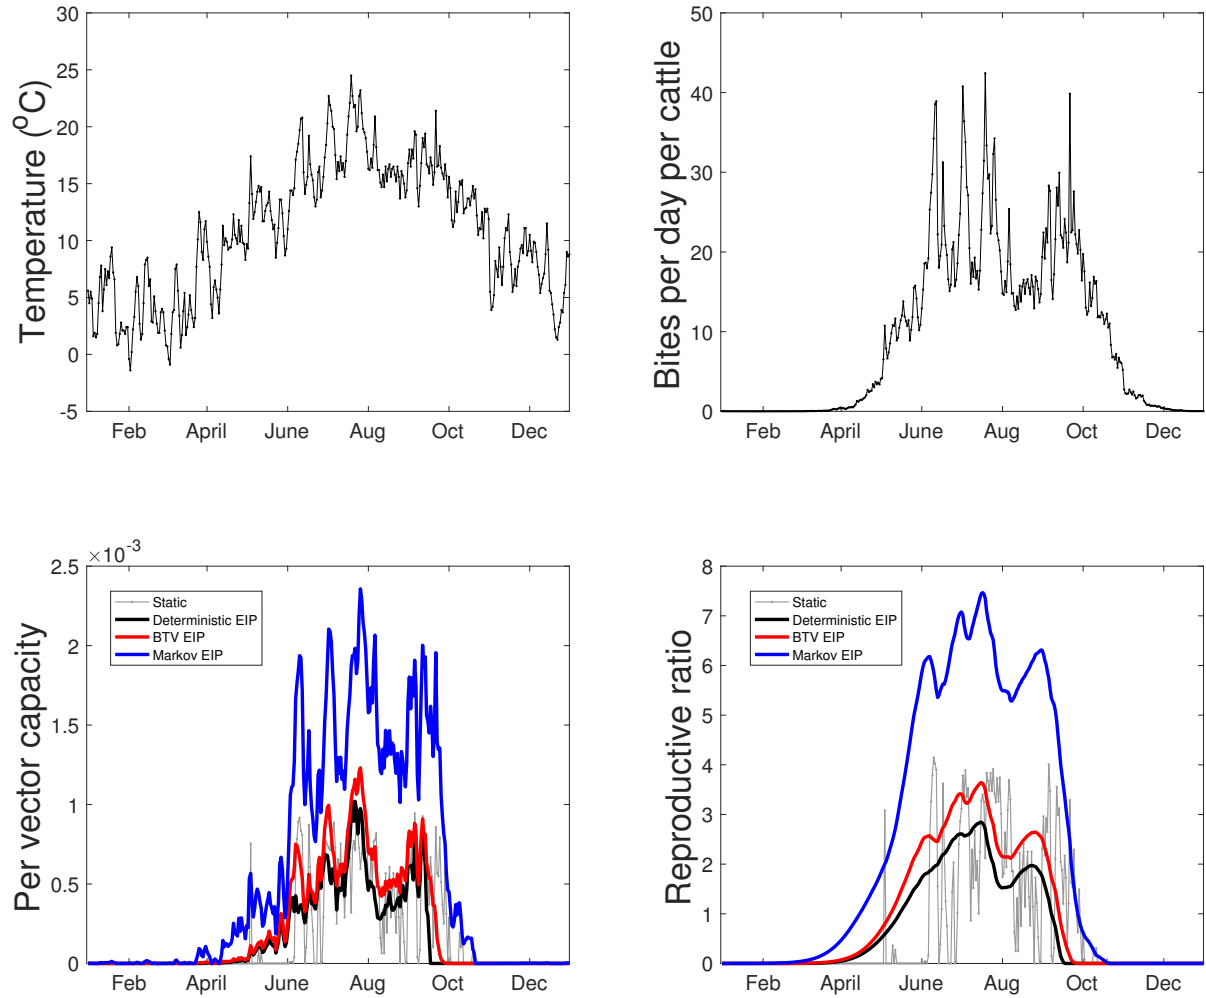 30
25
20
15
10
5
0
-5
Temperature (°C)
Feb April June Aug Oct Dec
50
40
30
20
10
0
Bites per day per cattle
Feb April June Aug Oct Dec
×10⁻³
2.5
2
1.5
1
0.5
0
Per vector capacity
Static
Deterministic EIP
BTV EIP
Markov EIP
Feb April June Aug Oct Dec
8
7
6
5
4
3
2
1
0
Reproductive ratio
Static
Deterministic EIP
BTV EIP
Markov EIP
Feb April June Aug Oct Dec